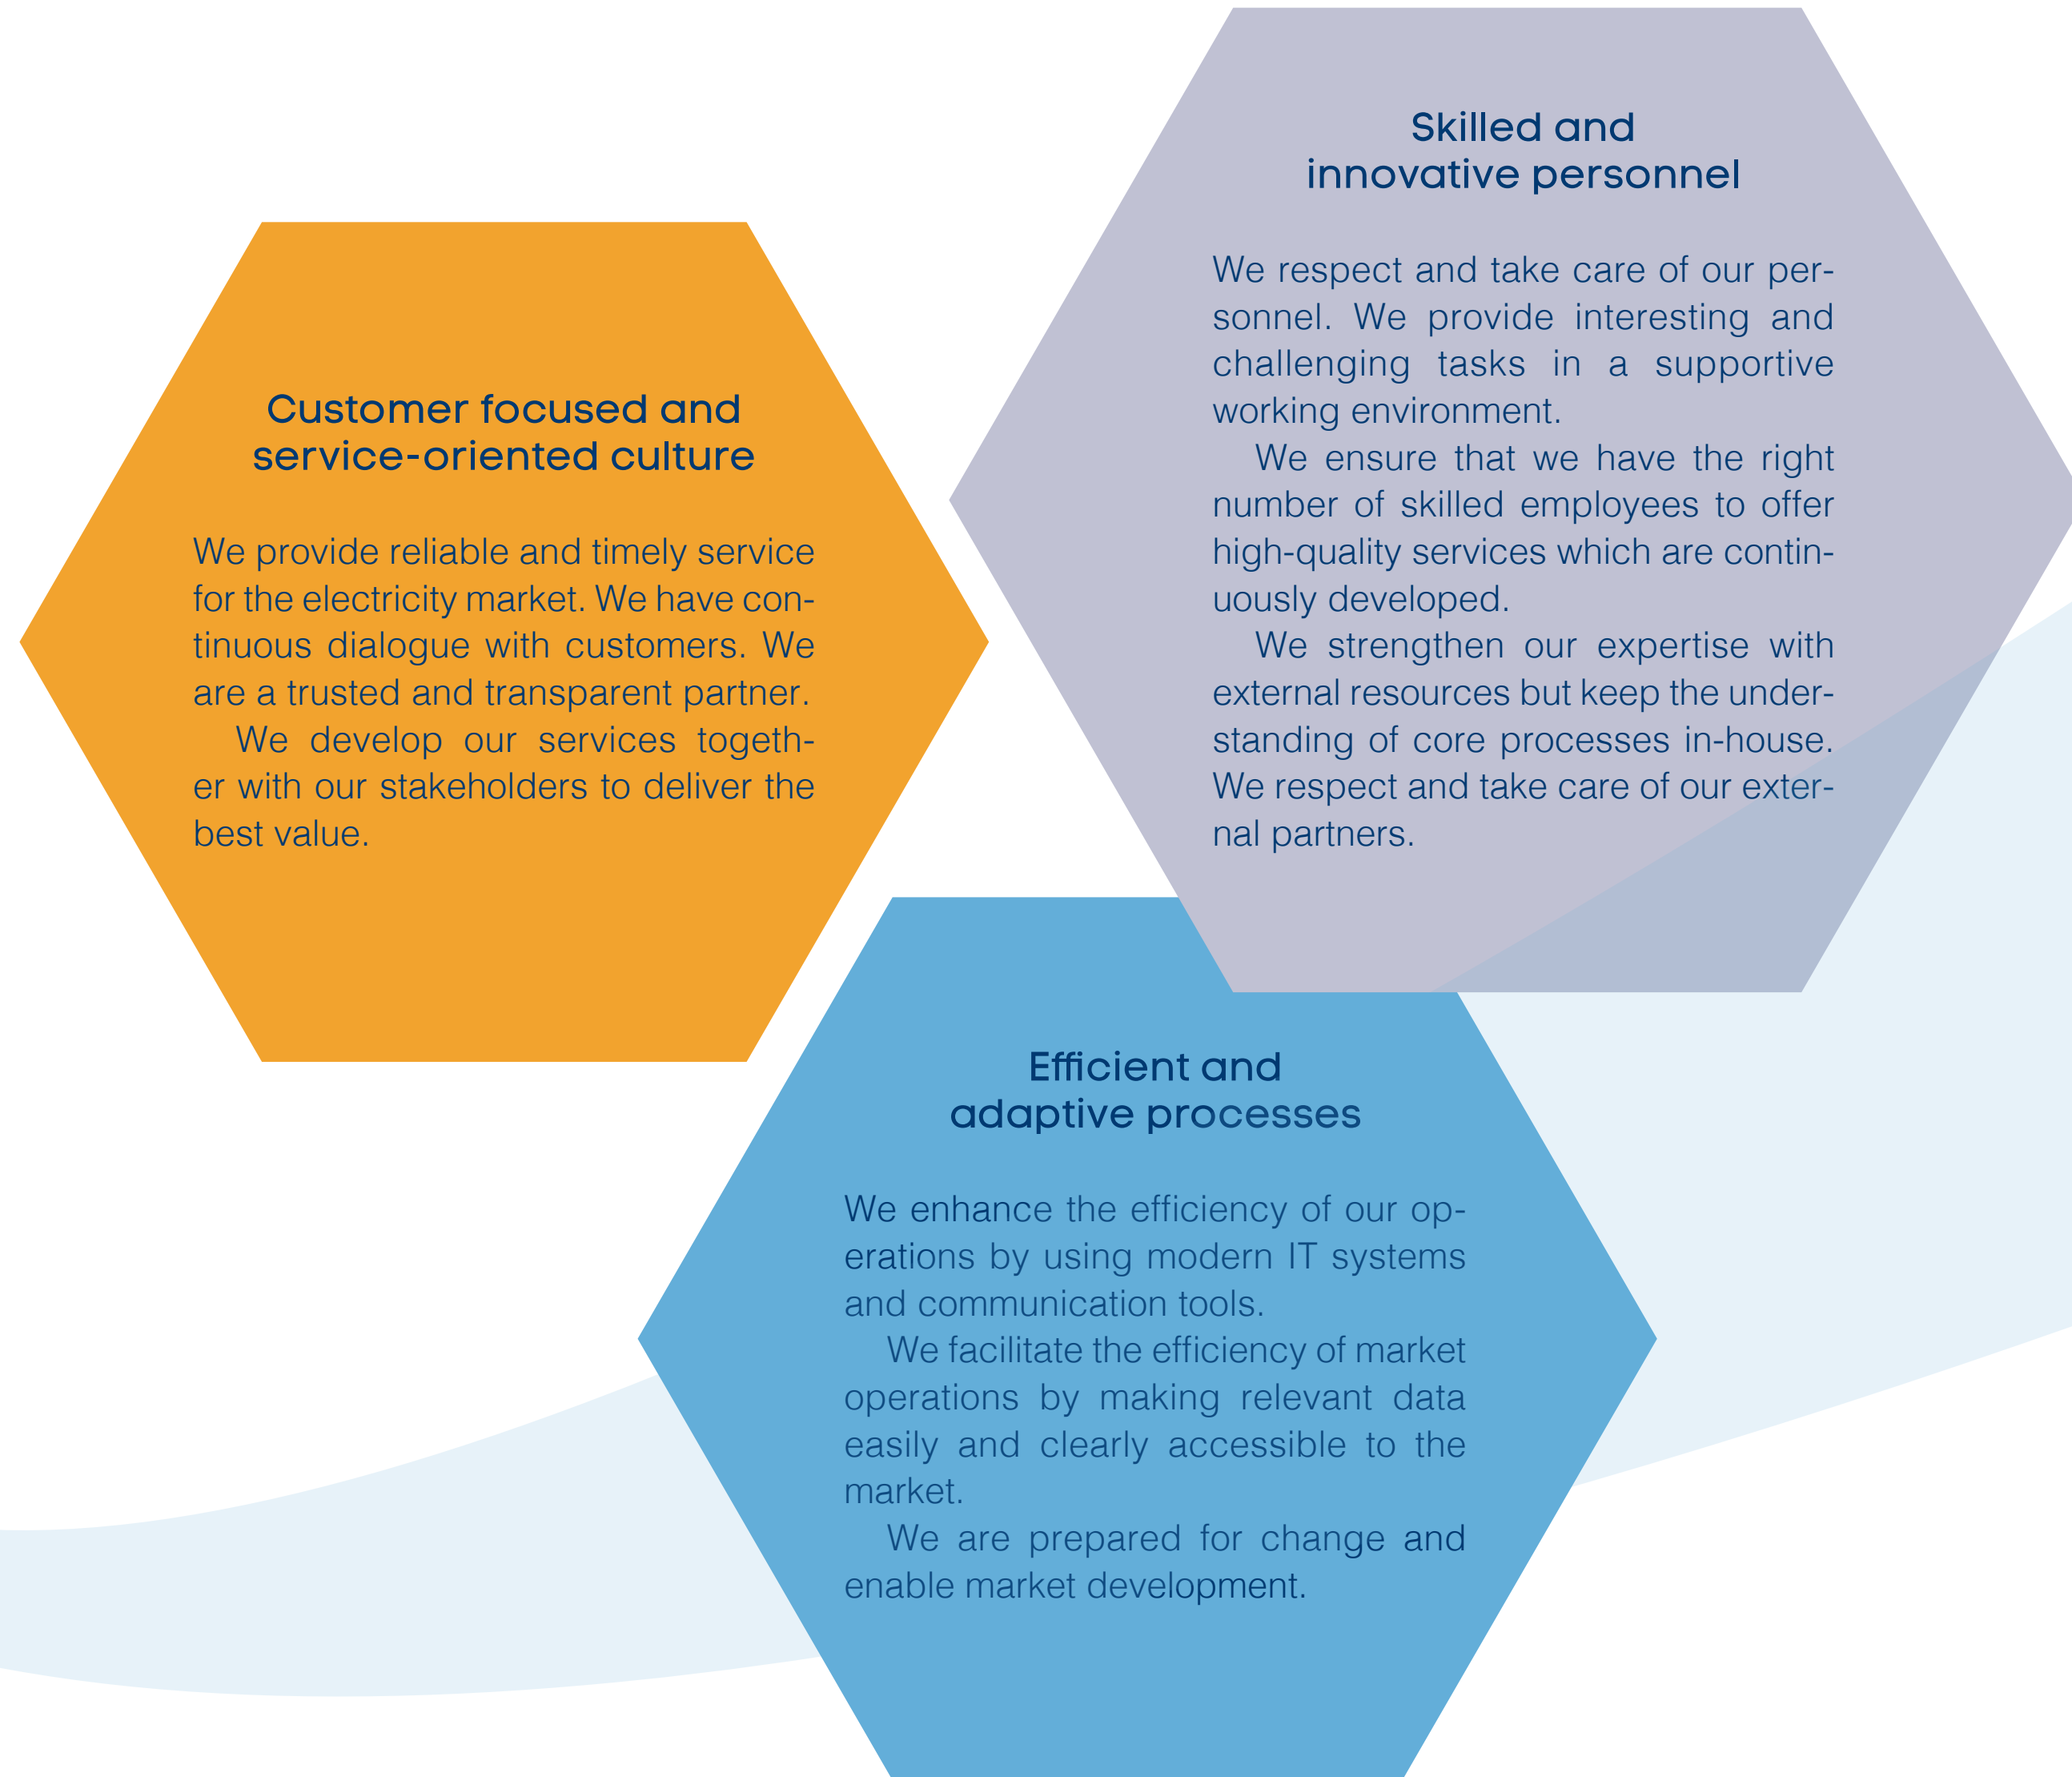 Customer focused and
service-oriented culture
We provide reliable and timely service
for the electricity market. We have con-
tinuous dialogue with customers. We
are a trusted and transparent partner.
We develop our services togeth-
er with our stakeholders to deliver the
best value.
Skilled and
innovative personnel
We respect and take care of our per-
sonnel. We provide interesting and
challenging tasks in a supportive
working environment.
We ensure that we have the right
number of skilled employees to offer
high-quality services which are contin-
uously developed.
We strengthen our expertise with
external resources but keep the under-
standing of core processes in-house.
We respect and take care of our exter-
nal partners.
Efficient and
adaptive processes
We enhance the efficiency of our op-
erations by using modern IT systems
and communication tools.
We facilitate the efficiency of market
operations by making relevant data
easily and clearly accessible to the
market.
We are prepared for change and
enable market development.